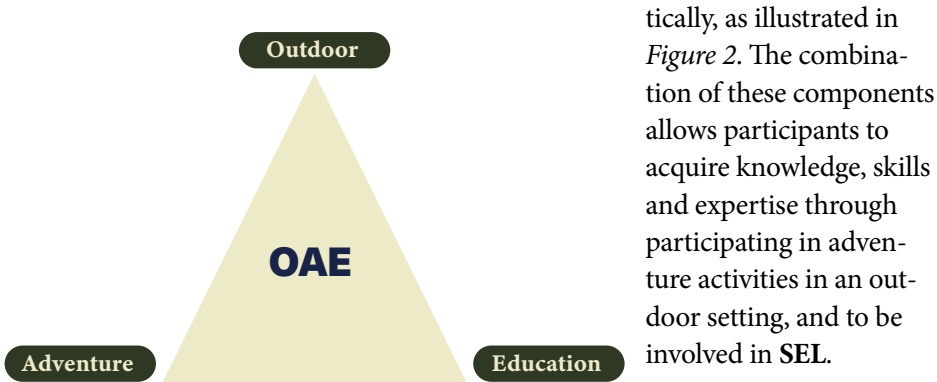 Outdoor
OAE
Adventure
Education
tically, as illustrated in
Figure 2. The combina-
tion of these components
allows participants to
acquire knowledge, skills
and expertise through
participating in adven-
ture activities in an out-
door setting, and to be
involved in SEL.